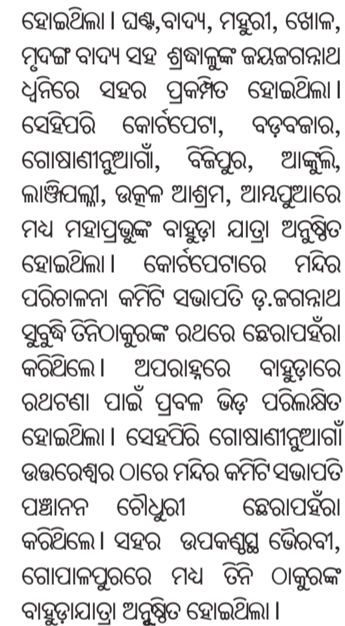 ହୋଇଥିଲା । ଘଣ୍ଟ,ବାଦ୍ୟ, ମହୁରୀ, ଖୋଳ,
ମୃଦଙ୍ଗ ବାଦ୍ୟ ସହ ଶ୍ରଦ୍ଧାଳୁଙ୍କ ଜୟଜଗନ୍ନାଥ
ଧ୍ୱନିରେ ସହର ପ୍ରକମ୍ପିତ ହୋଇଥିଲା ।
ସେହିପରି କୋର୍ଟପେଟା, ବଡ଼ବଜାର,
ଗୋଷାଣୀନୁଆଗାଁ, ବିଜିପୁର, ଆଙ୍କୁଲି,
ଲାଞ୍ଜିପଲ୍ଲୀ, ଉତ୍କଳ ଆଶ୍ରମ, ଆମ୍ବପୁଆରେ
ମଧ୍ୟ ମହାପ୍ରଭୁଙ୍କ ବାହୁଡ଼ା ଯାତ୍ରା ଅନୁଷ୍ଠିତ
ହୋଇଥିଲା । କୋର୍ଟପେଟାରେ ମନ୍ଦିର
ପରିଚାଳନା କମିଟି ସଭାପତି ଡ଼.ଜଗନ୍ନାଥ
ସୁବୁଦ୍ଧି ତିନିଠାକୁରଙ୍କ ରଥରେ ଛେରାପହଁରା
କରିଥିଲେ । ଅପରାହ୍ନରେ ବାହୁଡ଼ାରେ
ରଥଟଣା ପାଇଁ ପ୍ରବଳ ଭିଡ଼ ପରିଲକ୍ଷିତ
ହୋଇଥିଲା । ସେହିପରି ଗୋଷାଣୀନୁଆଗାଁ
ଉତ୍ତରେଶ୍ୱର ଠାରେ ମନ୍ଦିର କମିଟି ସଭାପତି
ପଞ୍ଚାନନ ଚୌଧୁରୀ ଛେରାପହଁରା
କରିଥିଲେ । ସହର ଉପକଣ୍ଠସ୍ଥ ଭୈରବୀ,
ଗୋପାଳପୁରରେ ମଧ୍ୟ ତିନି ଠାକୁରଙ୍କ
ବାହୁଡ଼ାଯାତ୍ରା ଅନୁଷ୍ଠିତ ହୋଇଥିଲା ।